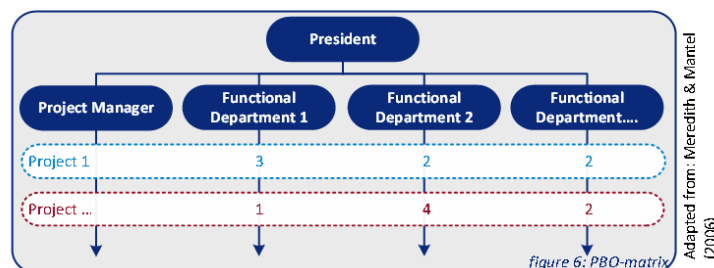 President
Project Manager
Functional
Department 1
Functional
Department 2
Functional
Department....
Project 1 3 2 2
Project ... 1 4 2
figure 6: PBO-matrix
Adapted from: Meredith & Mantel
(2006)